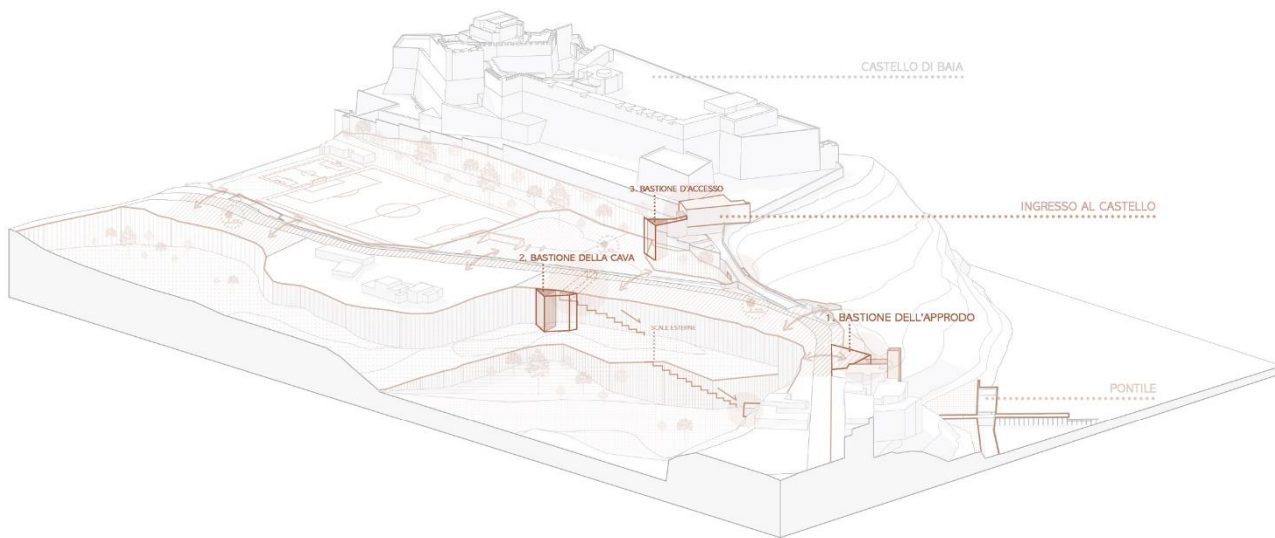 CASTELLO DI BAIA
3. BASTIONE D'ACCESSO
INGRESSO AL CASTELLO
2. BASTIONE DELLA CAVA
1. BASTIONE DELL'APPRODO
SCALE ESTERNE
PONTILE